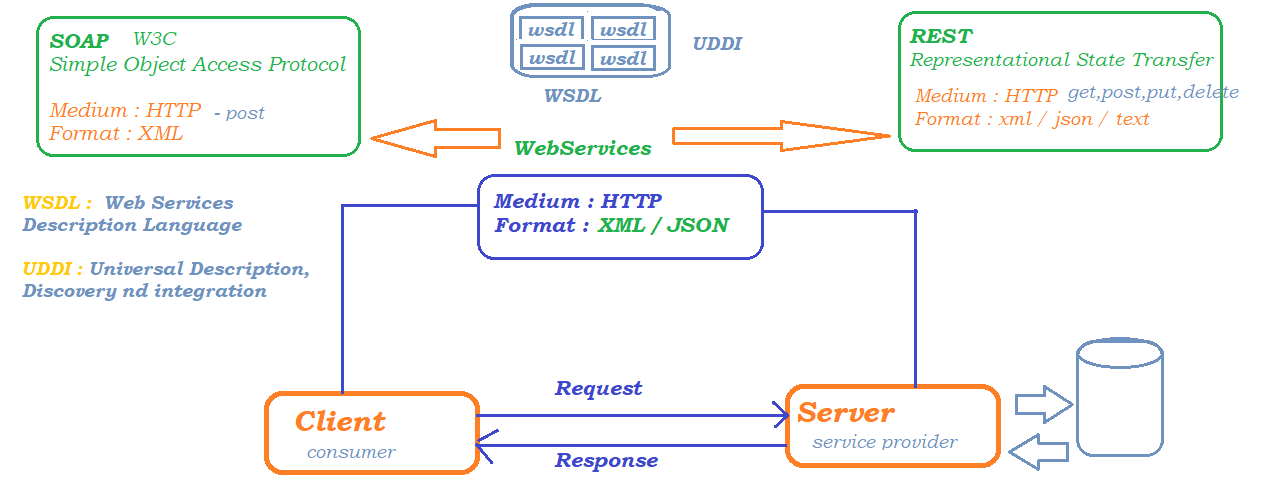 SOAP W3C
Simple Object Access Protocol
Medium : HTTP - post
Format : XML
wsdl wsdl
wsdl wsdl
UDDI
WSDL
REST
Representational State Transfer
Medium : HTTP get,post,put,delete
Format : xml / json / text
WebServices
WSDL : Web Services
Description Language
UDDI : Universal Description,
Discovery nd integration
Medium : HTTP
Format : XML / JSON
Client
consumer
Request
Response
Server
service provider